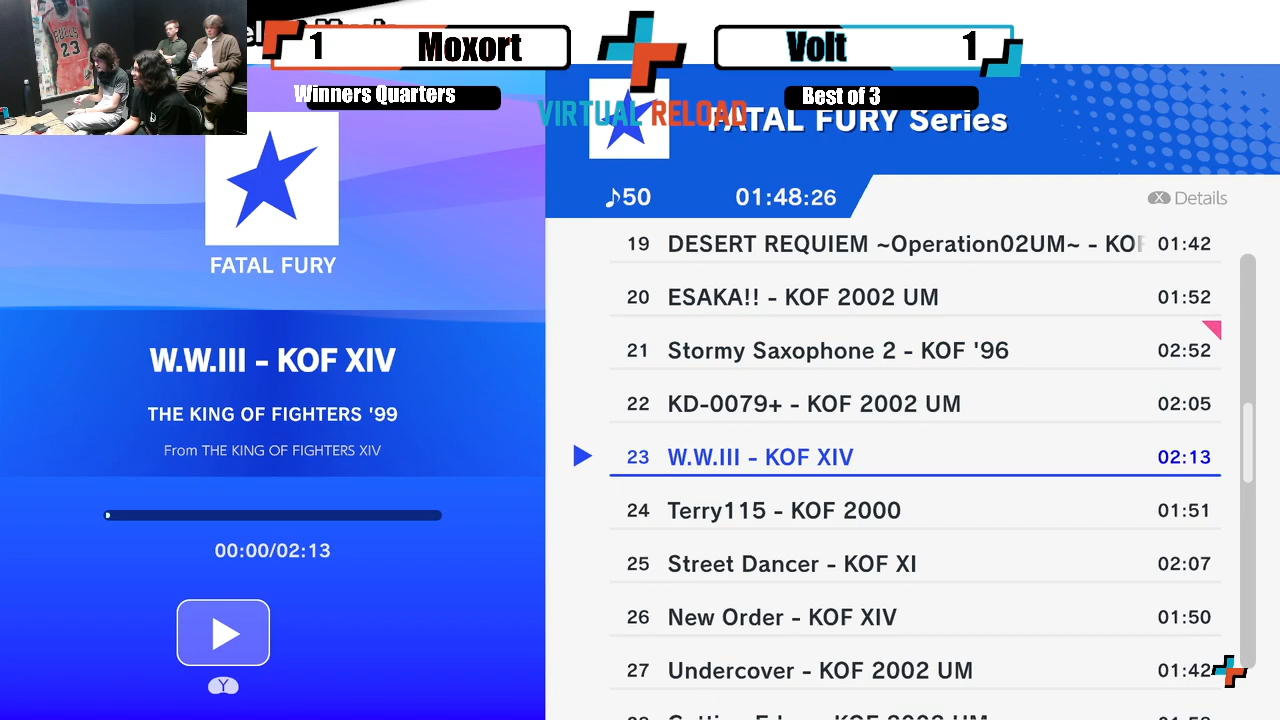 BULLS
23
1 Moxort
Volt 1
Winners Quarters
Best of 3
VIRTUAL RELOAD
FATAL FURY Series
♪50 01:48:26
X Details
FATAL FURY
W.W.III – KOF XIV
THE KING OF FIGHTERS '99
From THE KING OF FIGHTERS XIV
00:00/02:13
Y
19 DESERT REQUIEM ~Operation02UM~ – KOF 01:42
20 ESAKA!! – KOF 2002 UM 01:52
21 Stormy Saxophone 2 – KOF '96 02:52
22 KD-0079+ – KOF 2002 UM 02:05
23 W.W.III – KOF XIV 02:13
24 Terry115 – KOF 2000 01:51
25 Street Dancer – KOF XI 02:07
26 New Order – KOF XIV 01:50
27 Undercover – KOF 2002 UM 01:42